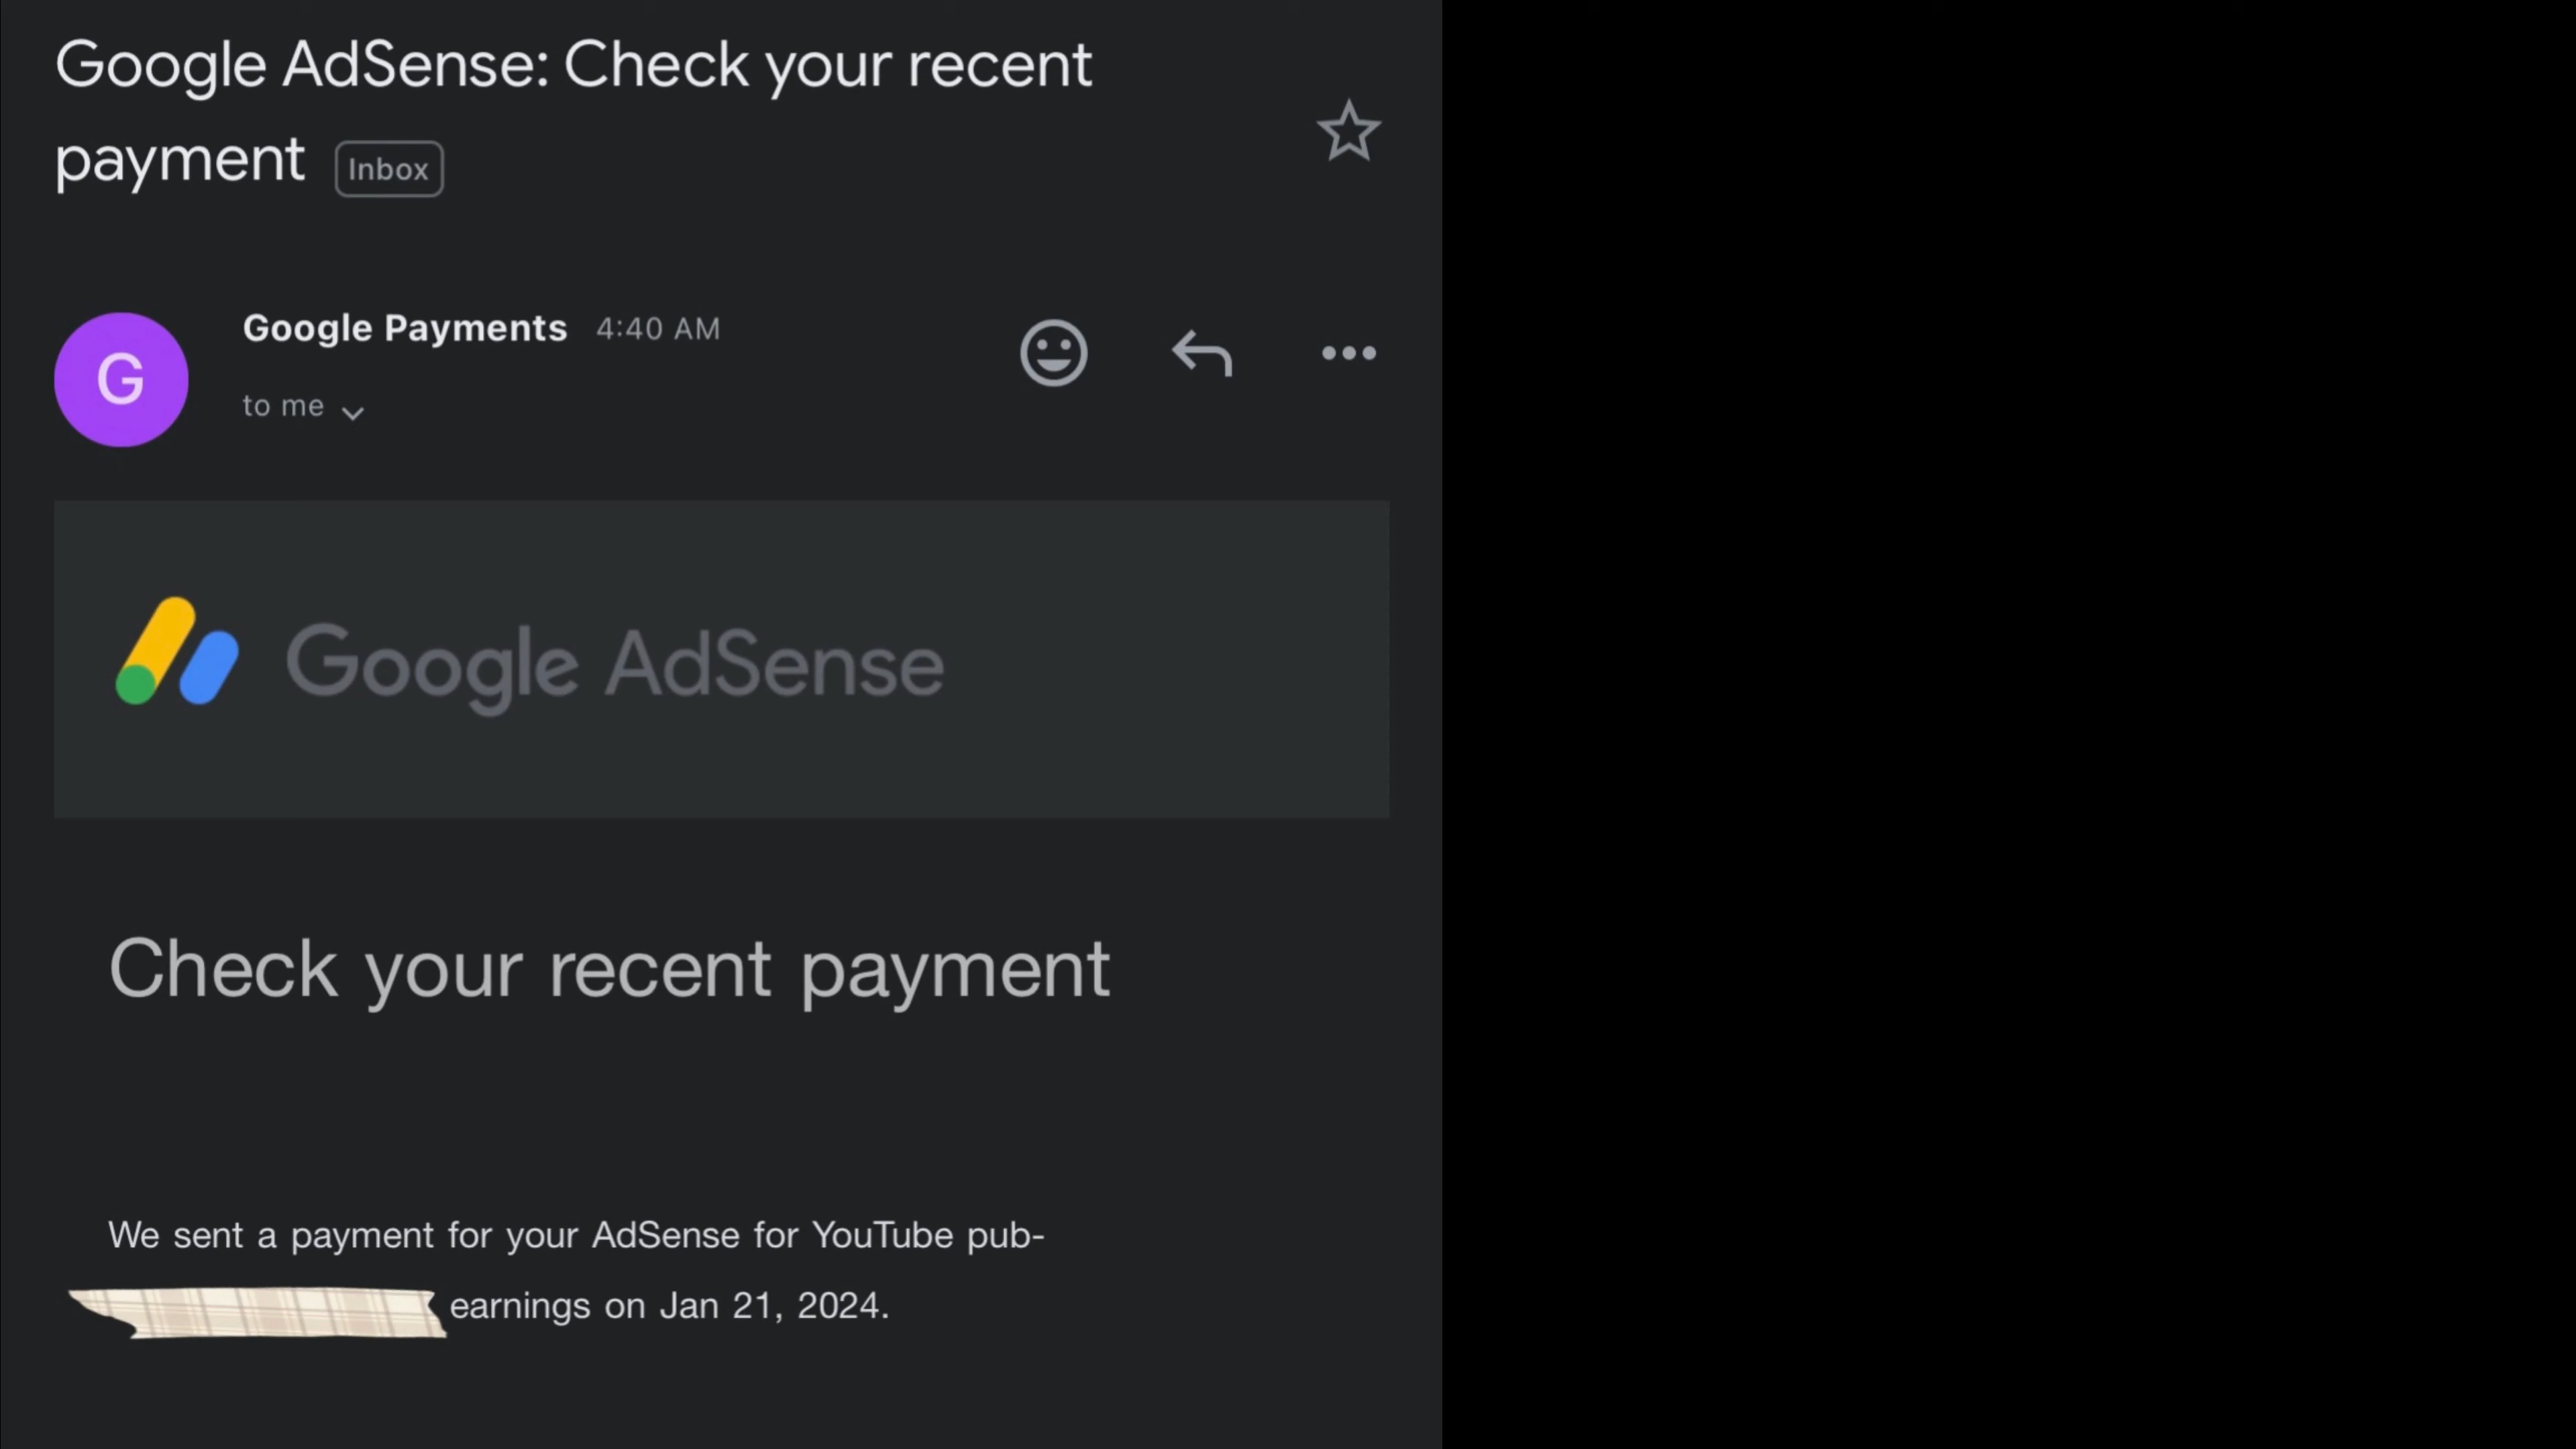 Google AdSense: Check your recent
payment Inbox
Google Payments 4:40 AM
G
to me
Google AdSense
Check your recent payment
We sent a payment for your AdSense for YouTube pub-
earnings on Jan 21, 2024.